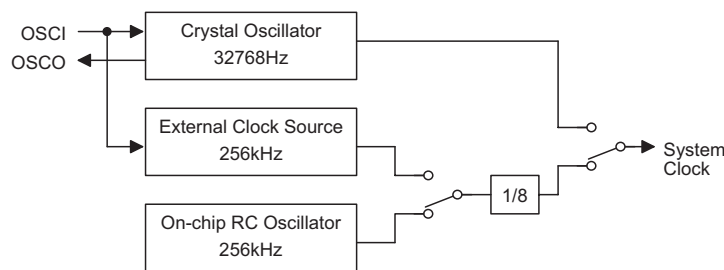 OSCI
OSCO
Crystal Oscillator
32768Hz
External Clock Source
256kHz
On-chip RC Oscillator
256kHz
1/8
System
Clock